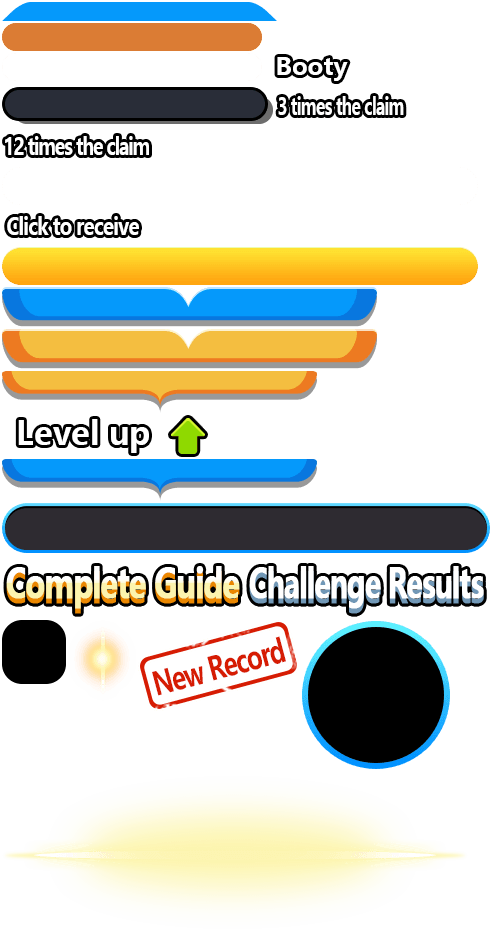 Booty
3 times the claim
12 times the claim
Click to receive
Level up
Complete Guide Challenge Results
New Record